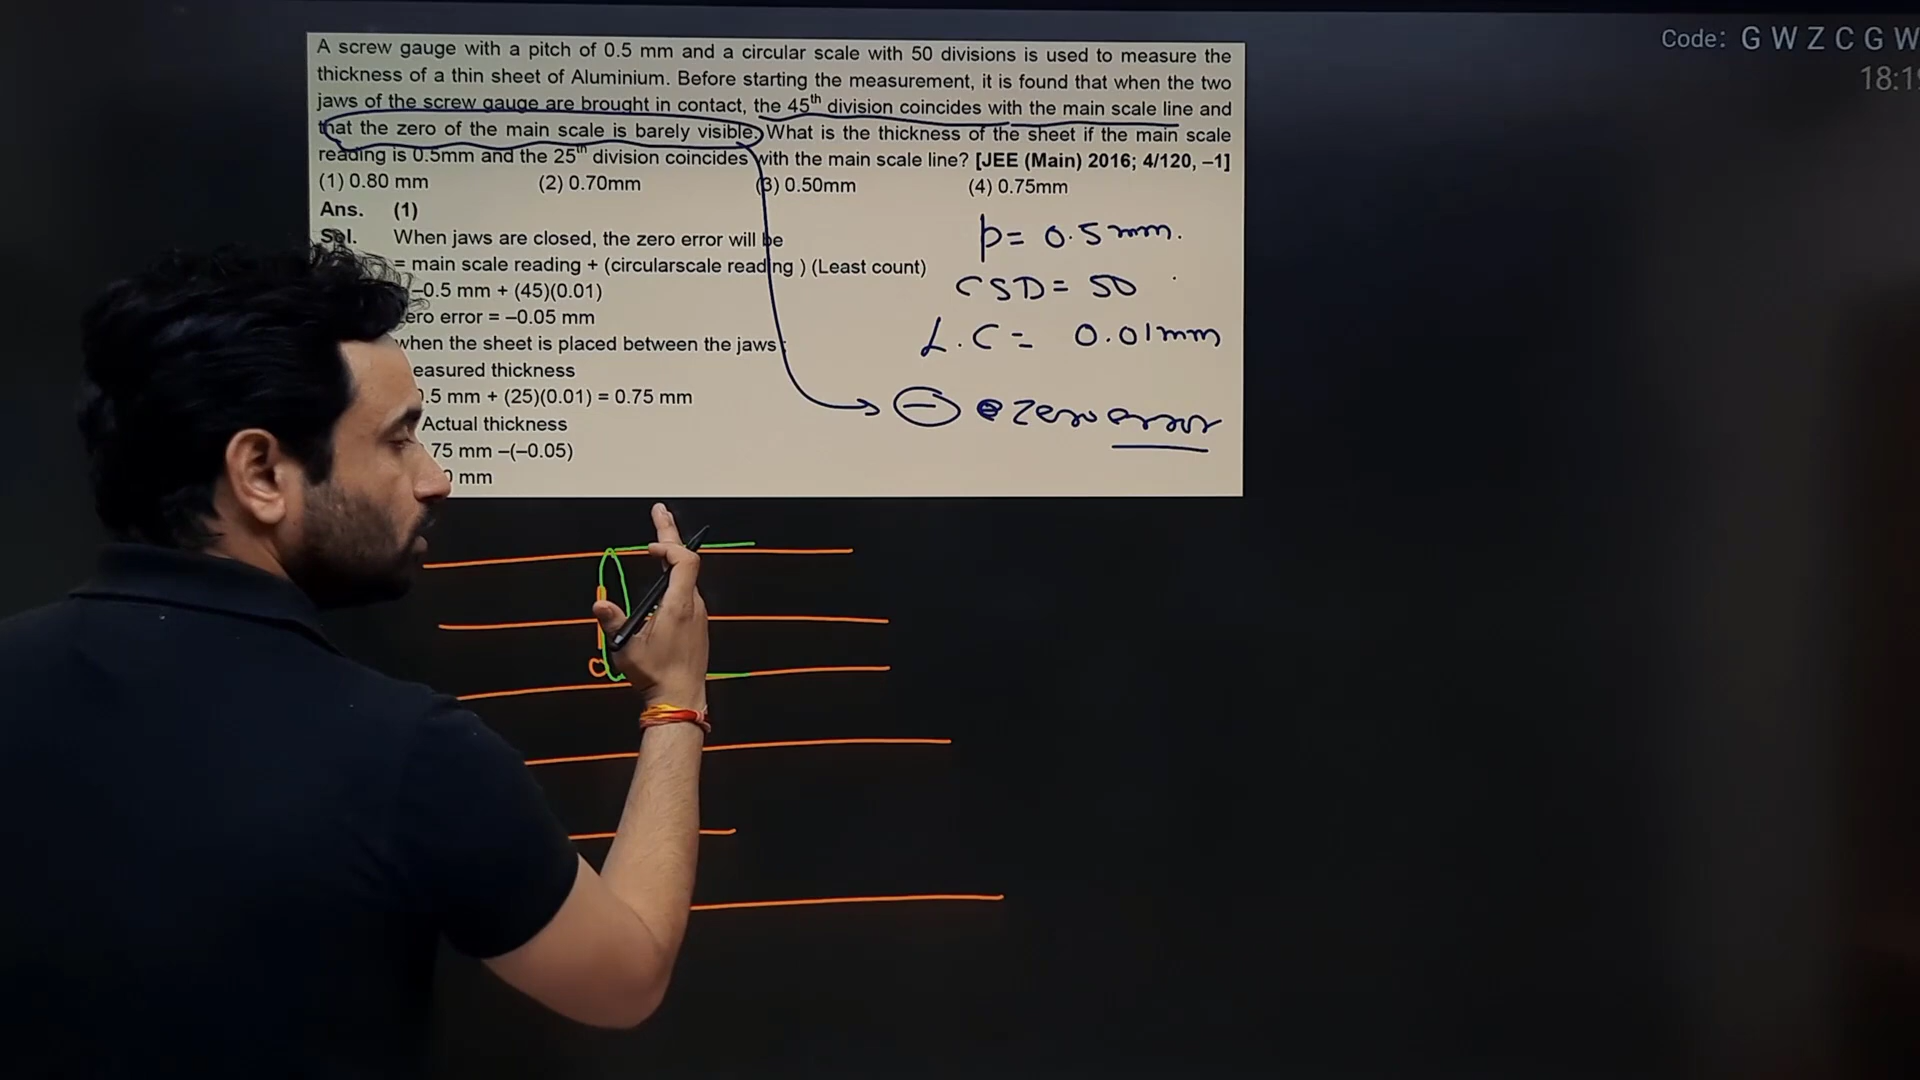 Code: G W Z C G W
18:19
A screw gauge with a pitch of 0.5 mm and a circular scale with 50 divisions is used to measure the
thickness of a thin sheet of Aluminium. Before starting the measurement, it is found that when the two
jaws of the screw gauge are brought in contact, the 45th division coincides with the main scale line and
that the zero of the main scale is barely visible. What is the thickness of the sheet if the main scale
reading is 0.5mm and the 25th division coincides with the main scale line? [JEE (Main) 2016; 4/120, –1]
(1) 0.80 mm (2) 0.70mm (3) 0.50mm (4) 0.75mm
Ans. (1)
Sol. When jaws are closed, the zero error will be
= main scale reading + (circularscale reading ) (Least count)
–0.5 mm + (45)(0.01)
ero error = –0.05 mm
when the sheet is placed between the jaws
easured thickness
.5 mm + (25)(0.01) = 0.75 mm
Actual thickness
75 mm –(–0.05)
0 mm
p = 0.5 mm.
CSD = 50
L.C = 0.01mm
– e zero error
0